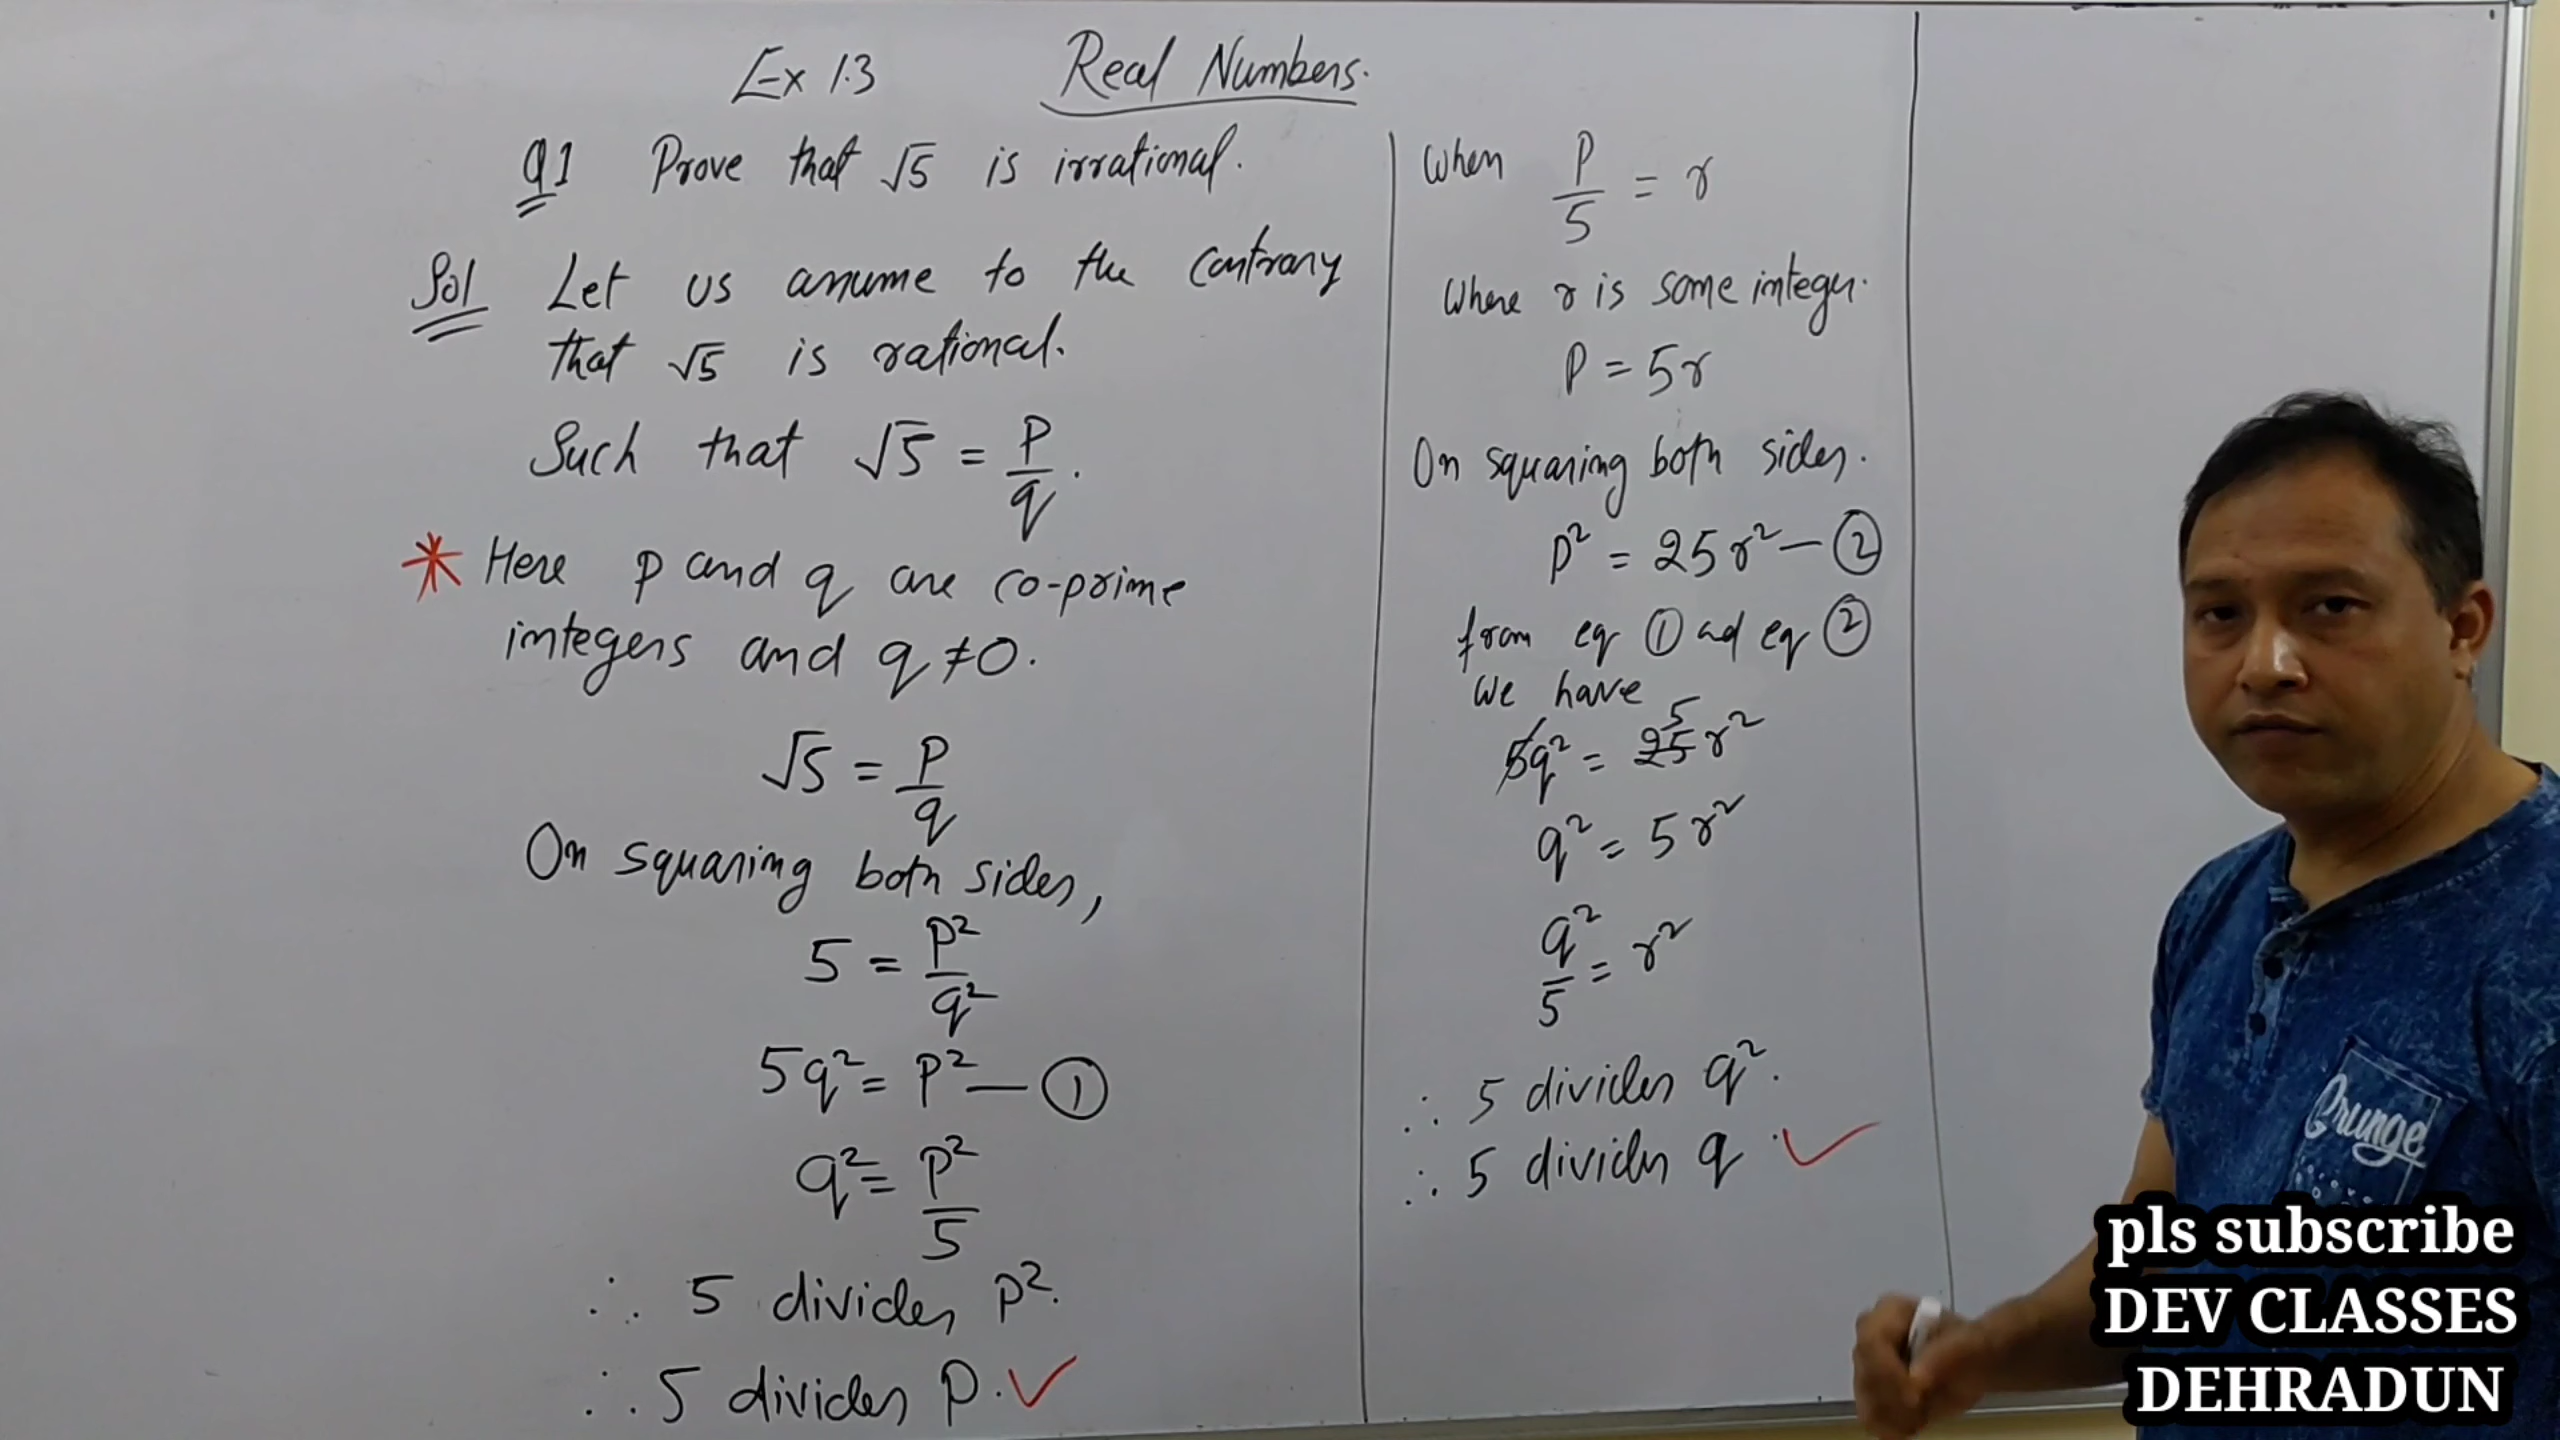 Ex 1.3 Real Numbers.
Q1 Prove that √5 is irrational.
Sol Let us assume to the contrary
that √5 is rational.
Such that √5 = P/q.
* Here p and q are co-prime
integers and q ≠ 0.
√5 = P/q
On squaring both sides,
5 = P²/q²
5q² = P² — ①
q² = P²/5
∴ 5 divides P².
∴ 5 divides P. ✓
When P/5 = r
Where r is some integer.
P = 5r
On squaring both sides.
P² = 25r² — ②
from eq ① ad eq ②
we have
5
5q² = 25r²
q² = 5r²
q²/5 = r²
∴ 5 divides q².
∴ 5 divides q. ✓
Grunge
pls subscribe
DEV CLASSES
DEHRADUN